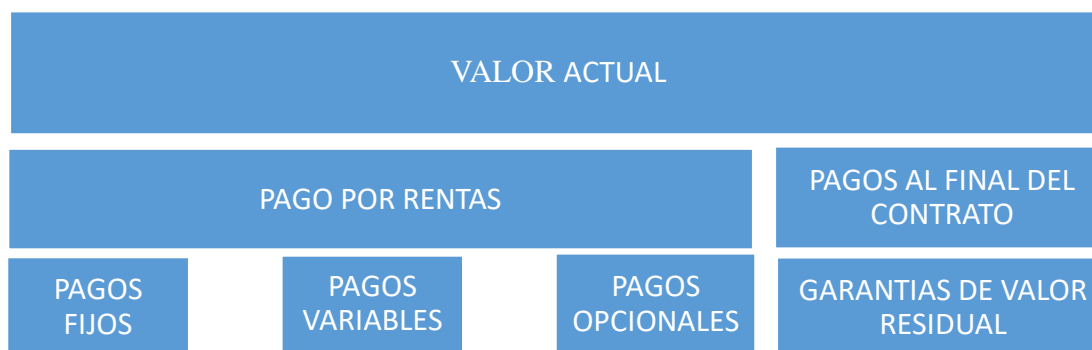 VALOR ACTUAL
PAGO POR RENTAS
PAGOS AL FINAL DEL
CONTRATO
PAGOS
FIJOS
PAGOS
VARIABLES
PAGOS
OPCIONALES
GARANTIAS DE VALOR
RESIDUAL